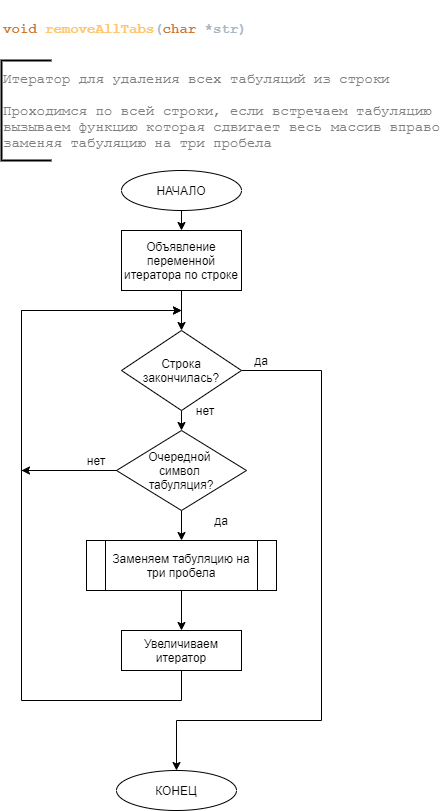 void removeAllTabs(char *str)
Итератор для удаления всех табуляций из строки
Проходимся по всей строки, если встречаем табуляцию
вызываем функцию которая сдвигает весь массив вправо
заменяя табуляцию на три пробела
НАЧАЛО
Объявление
переменной
итератора по строке
Строка
закончилась?
да
нет
Очередной
символ
табуляция?
нет
да
Заменяем табуляцию на
три пробела
Увеличиваем
итератор
КОНЕЦ